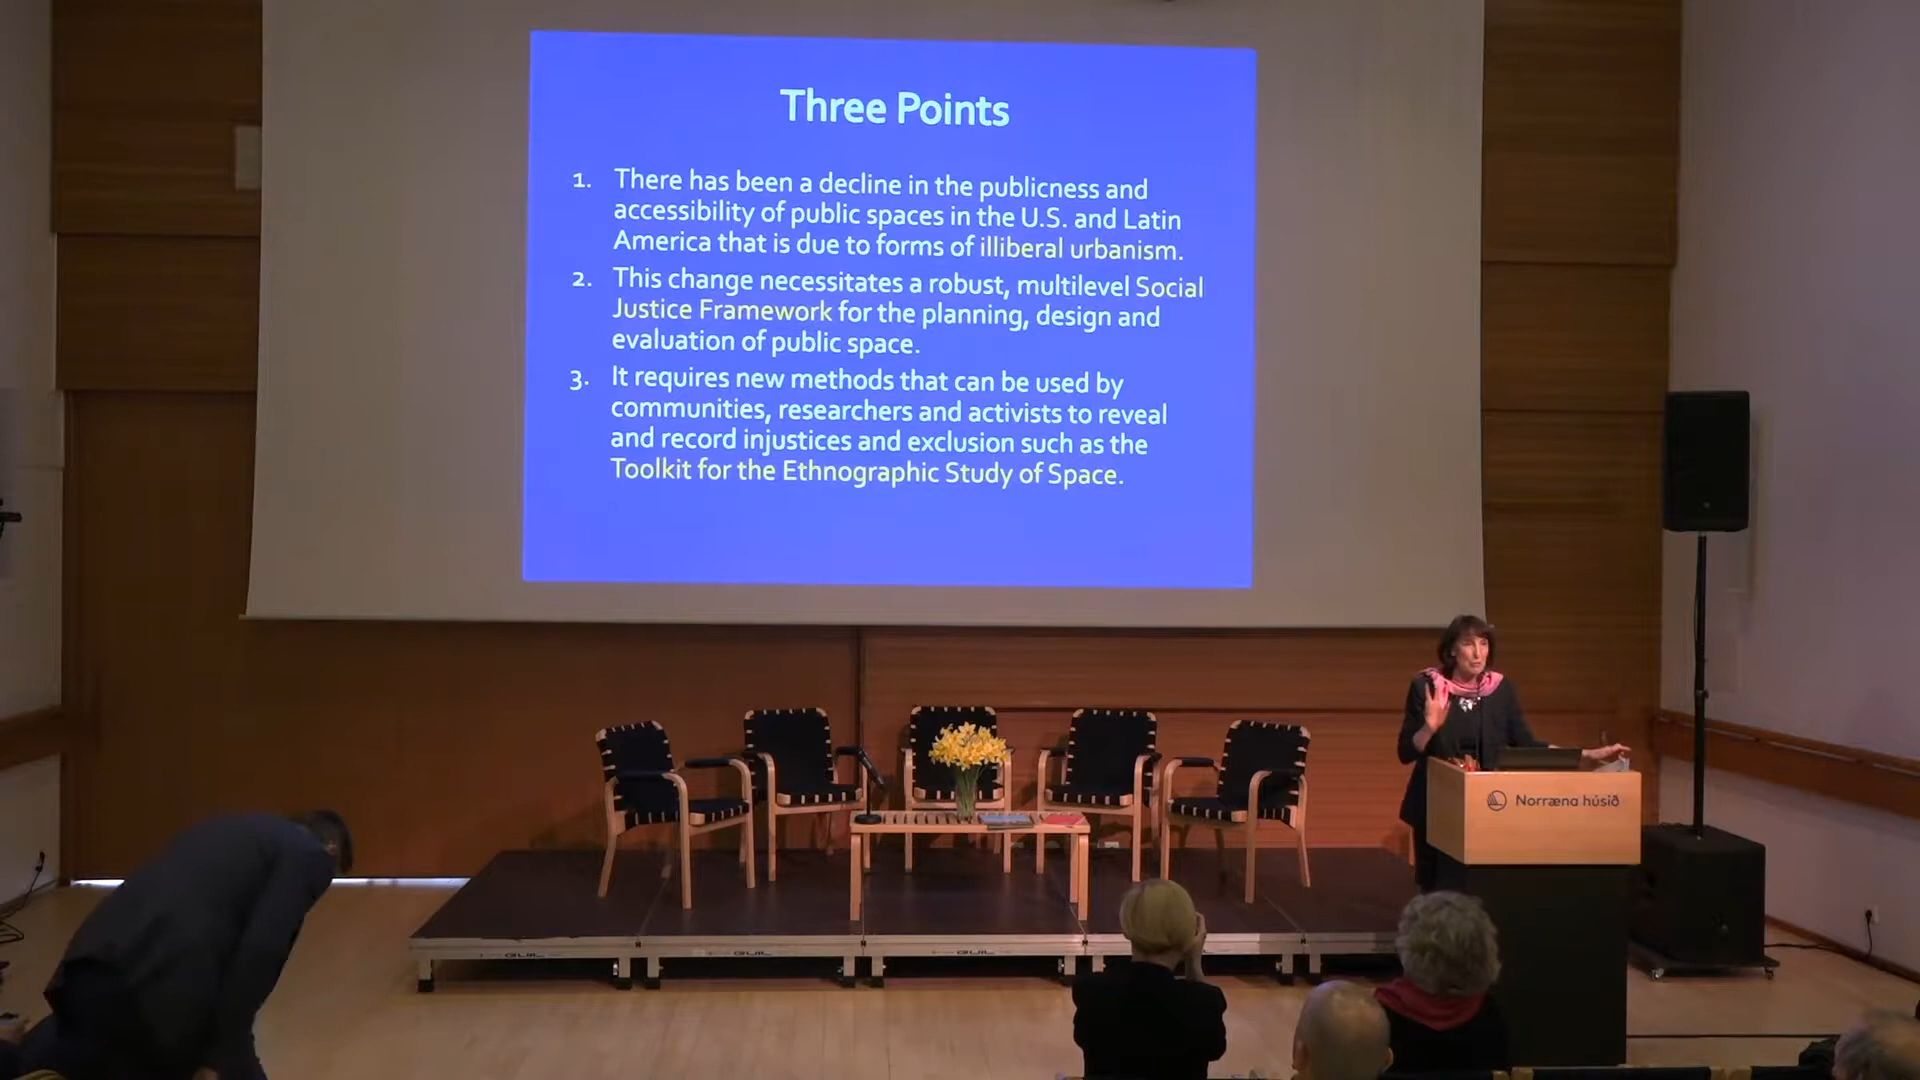 Three Points
1. There has been a decline in the publicness and
accessibility of public spaces in the U.S. and Latin
America that is due to forms of illiberal urbanism.
2. This change necessitates a robust, multilevel Social
Justice Framework for the planning, design and
evaluation of public space.
3. It requires new methods that can be used by
communities, researchers and activists to reveal
and record injustices and exclusion such as the
Toolkit for the Ethnographic Study of Space.
Norræna húsið
GUIL
GUIL
GUIL